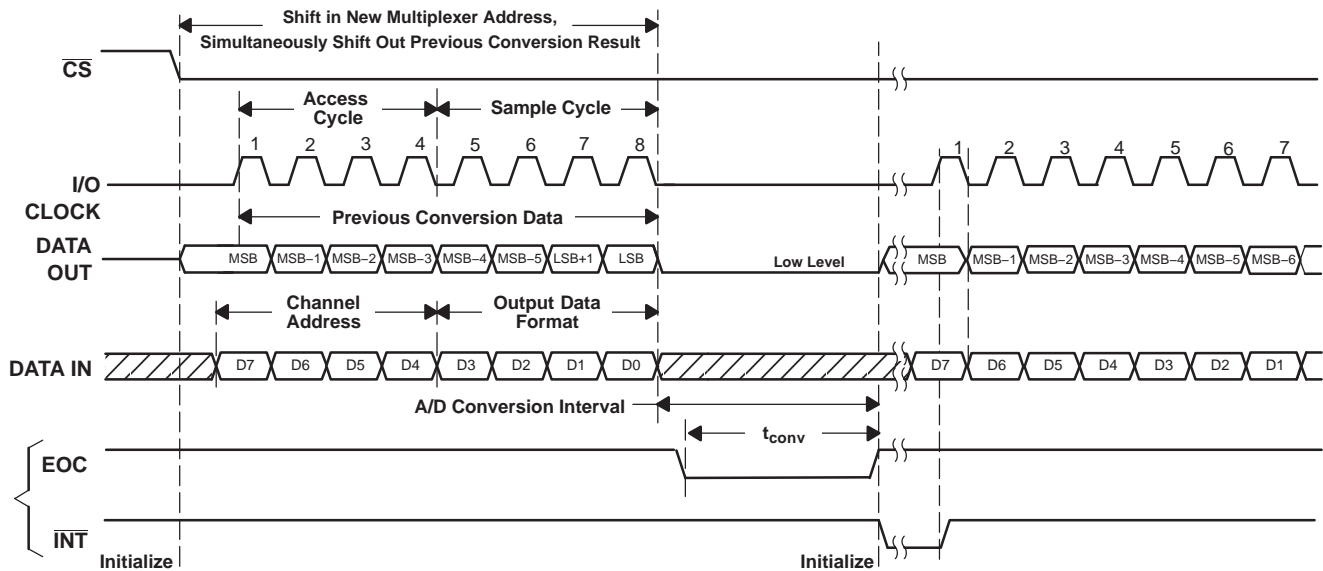 Shift in New Multiplexer Address,
Simultaneously Shift Out Previous Conversion Result
CS
Access
Cycle
Sample Cycle
1 2 3 4 5 6 7 8 1 2 3 4 5 6 7
I/O
CLOCK
Previous Conversion Data
DATA
OUT
MSB MSB–1 MSB–2 MSB–3 MSB–4 MSB–5 LSB+1 LSB Low Level MSB MSB–1 MSB–2 MSB–3 MSB–4 MSB–5 MSB–6
Channel
Address
Output Data
Format
DATA IN D7 D6 D5 D4 D3 D2 D1 D0 D7 D6 D5 D4 D3 D2 D1
A/D Conversion Interval
tconv
EOC
INT
Initialize Initialize